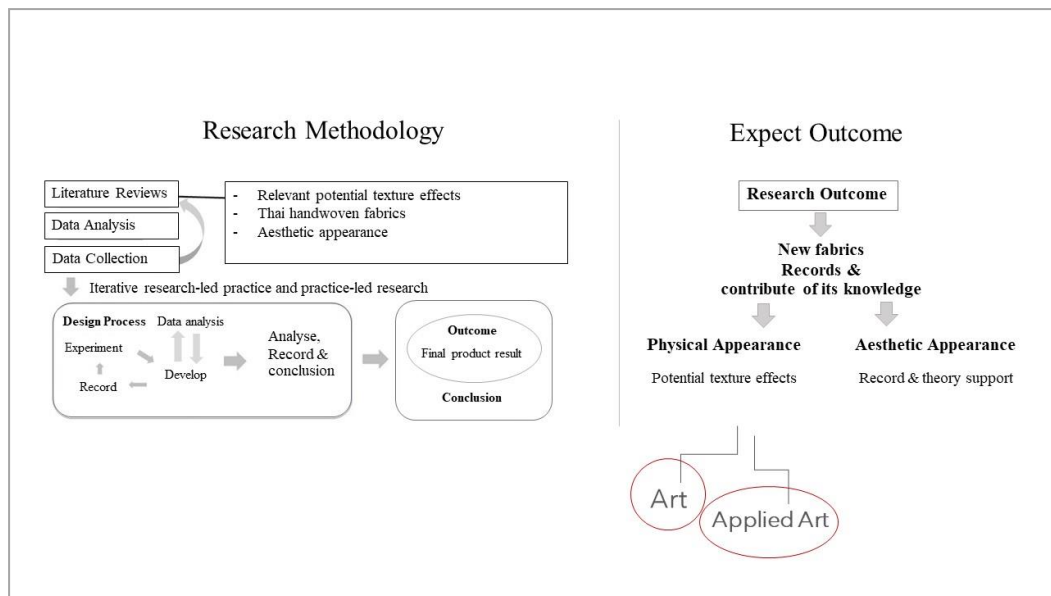 Research Methodology
Literature Reviews
Data Analysis
Data Collection
- Relevant potential texture effects
- Thai handwoven fabrics
- Aesthetic appearance
Iterative research-led practice and practice-led research
Design Process
Data analysis
Experiment
Develop
Record
Analyse,
Record &
conclusion
Outcome
Final product result
Conclusion
Expect Outcome
Research Outcome
New fabrics
Records &
contribute of its knowledge
Physical Appearance
Potential texture effects
Aesthetic Appearance
Record & theory support
Art
Applied Art